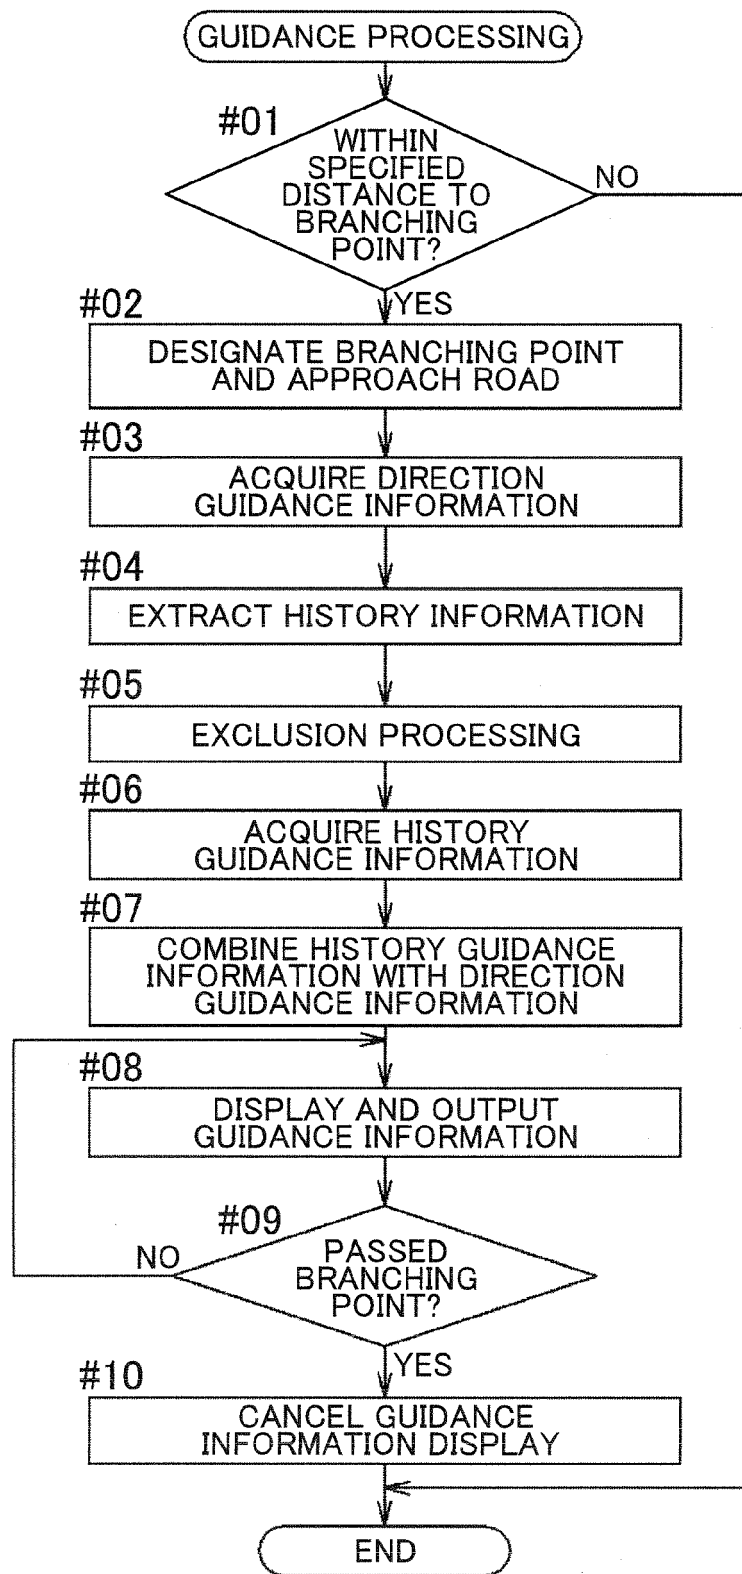 GUIDANCE PROCESSING
#01
WITHIN
SPECIFIED
DISTANCE TO
BRANCHING
POINT?
NO
YES
#02
DESIGNATE BRANCHING POINT
AND APPROACH ROAD
#03
ACQUIRE DIRECTION
GUIDANCE INFORMATION
#04
EXTRACT HISTORY INFORMATION
#05
EXCLUSION PROCESSING
#06
ACQUIRE HISTORY
GUIDANCE INFORMATION
#07
COMBINE HISTORY GUIDANCE
INFORMATION WITH DIRECTION
GUIDANCE INFORMATION
#08
DISPLAY AND OUTPUT
GUIDANCE INFORMATION
#09
PASSED
BRANCHING
POINT?
NO
YES
#10
CANCEL GUIDANCE
INFORMATION DISPLAY
END